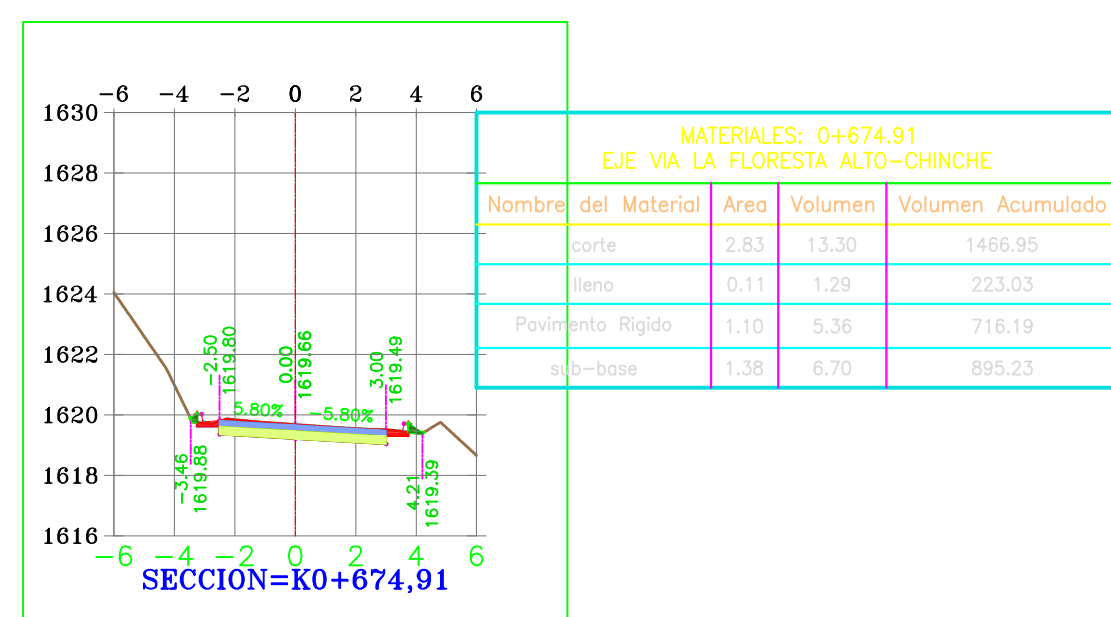 -6 -4 -2 0 2 4 6
1630
1628
1626
1624
1622
1620
1618
1616
-2.50
1619.80
0.00
1619.66
3.00
1619.49
5.80%
-5.80%
-3.46
1619.88
4.21
1619.39
-6 -4 -2 0 2 4 6
SECCION=K0+674,91
MATERIALES: 0+674.91
EJE VIA LA FLORESTA ALTO-CHINCHE
Nombre del Material Area Volumen Volumen Acumulado
corte 2.83 13.30 1466.95
lleno 0.11 1.29 223.03
Pavimento Rigido 1.10 5.36 716.19
sub-base 1.38 6.70 895.23